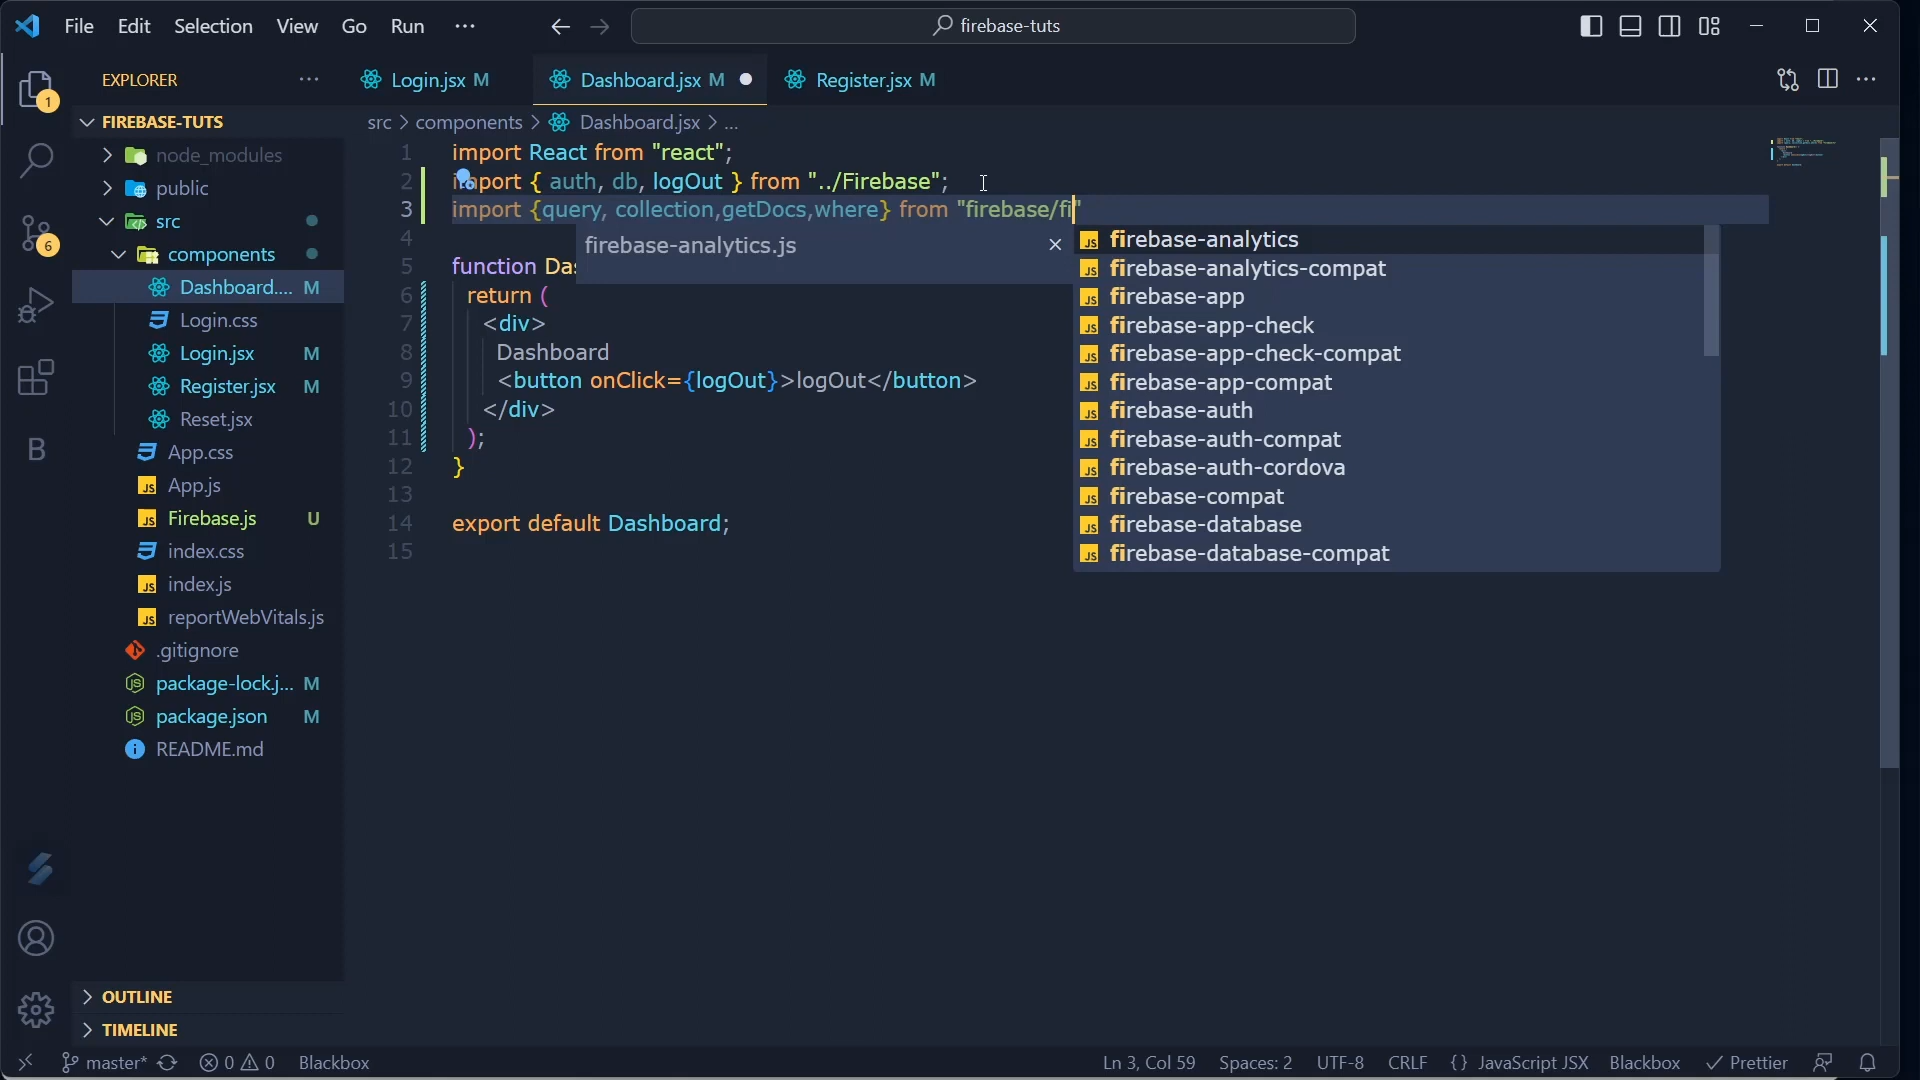 File Edit Selection View Go Run ...
firebase-tuts
EXPLORER
Login.jsx M
Dashboard.jsx M
Register.jsx M
1
FIREBASE-TUTS
src > components > Dashboard.jsx > ...
node_modules
public
src
components
Dashboard.... M
Login.css
Login.jsx M
Register.jsx M
Reset.jsx
App.css
App.js
Firebase.js U
index.css
index.js
reportWebVitals.js
.gitignore
package-lock.j... M
package.json M
README.md
6
B
OUTLINE
TIMELINE
1 import React from "react";
2 import { auth, db, logOut } from "../Firebase";
3 import {query, collection,getDocs,where} from "firebase/fi"
4
5 function Das
6 return (
7 <div>
8 Dashboard
9 <button onClick={logOut}>logOut</button>
10 </div>
11 );
12 }
13
14 export default Dashboard;
15
firebase-analytics.js
firebase-analytics
firebase-analytics-compat
firebase-app
firebase-app-check
firebase-app-check-compat
firebase-app-compat
firebase-auth
firebase-auth-compat
firebase-auth-cordova
firebase-compat
firebase-database
firebase-database-compat
master* 0 0 Blackbox
Ln 3, Col 59 Spaces: 2 UTF-8 CRLF {} JavaScript JSX Blackbox Prettier